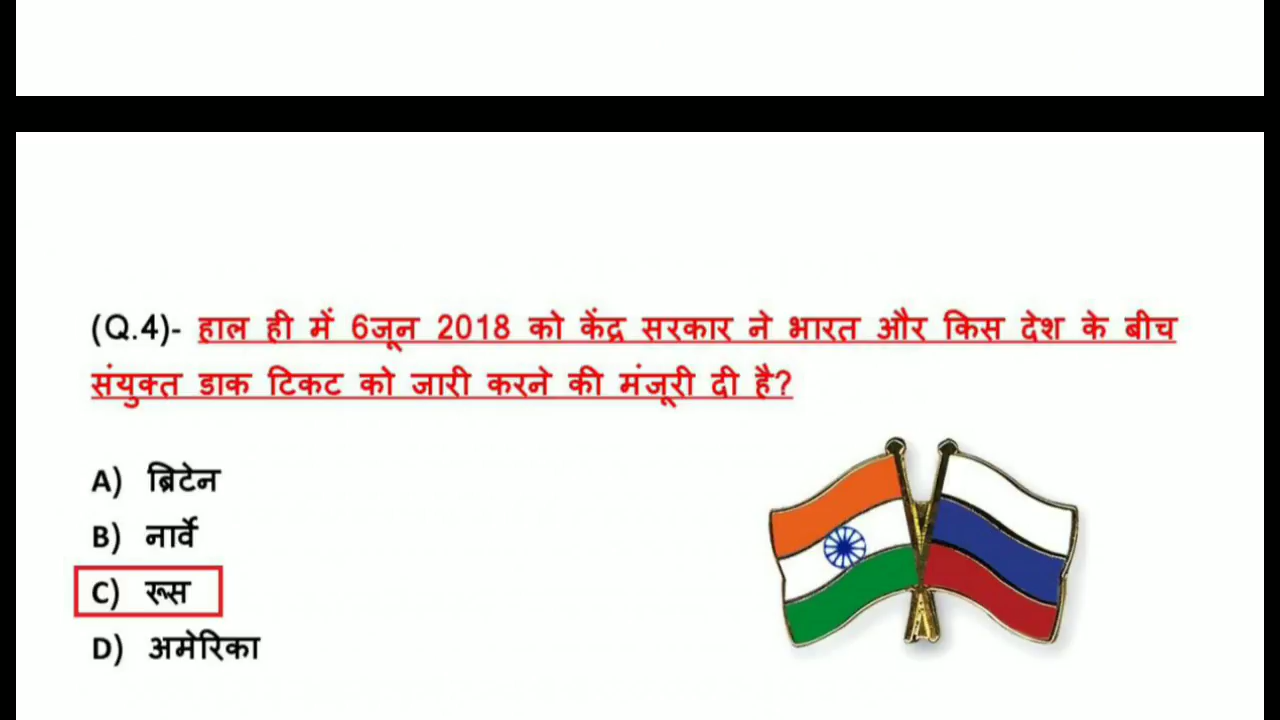 (Q.4)- हाल ही में 6जून 2018 को केंद्र सरकार ने भारत और किस देश के बीच
संयुक्त डाक टिकट को जारी करने की मंजूरी दी है?
A) ब्रिटेन
B) नार्वे
C) रूस
D) अमेरिका